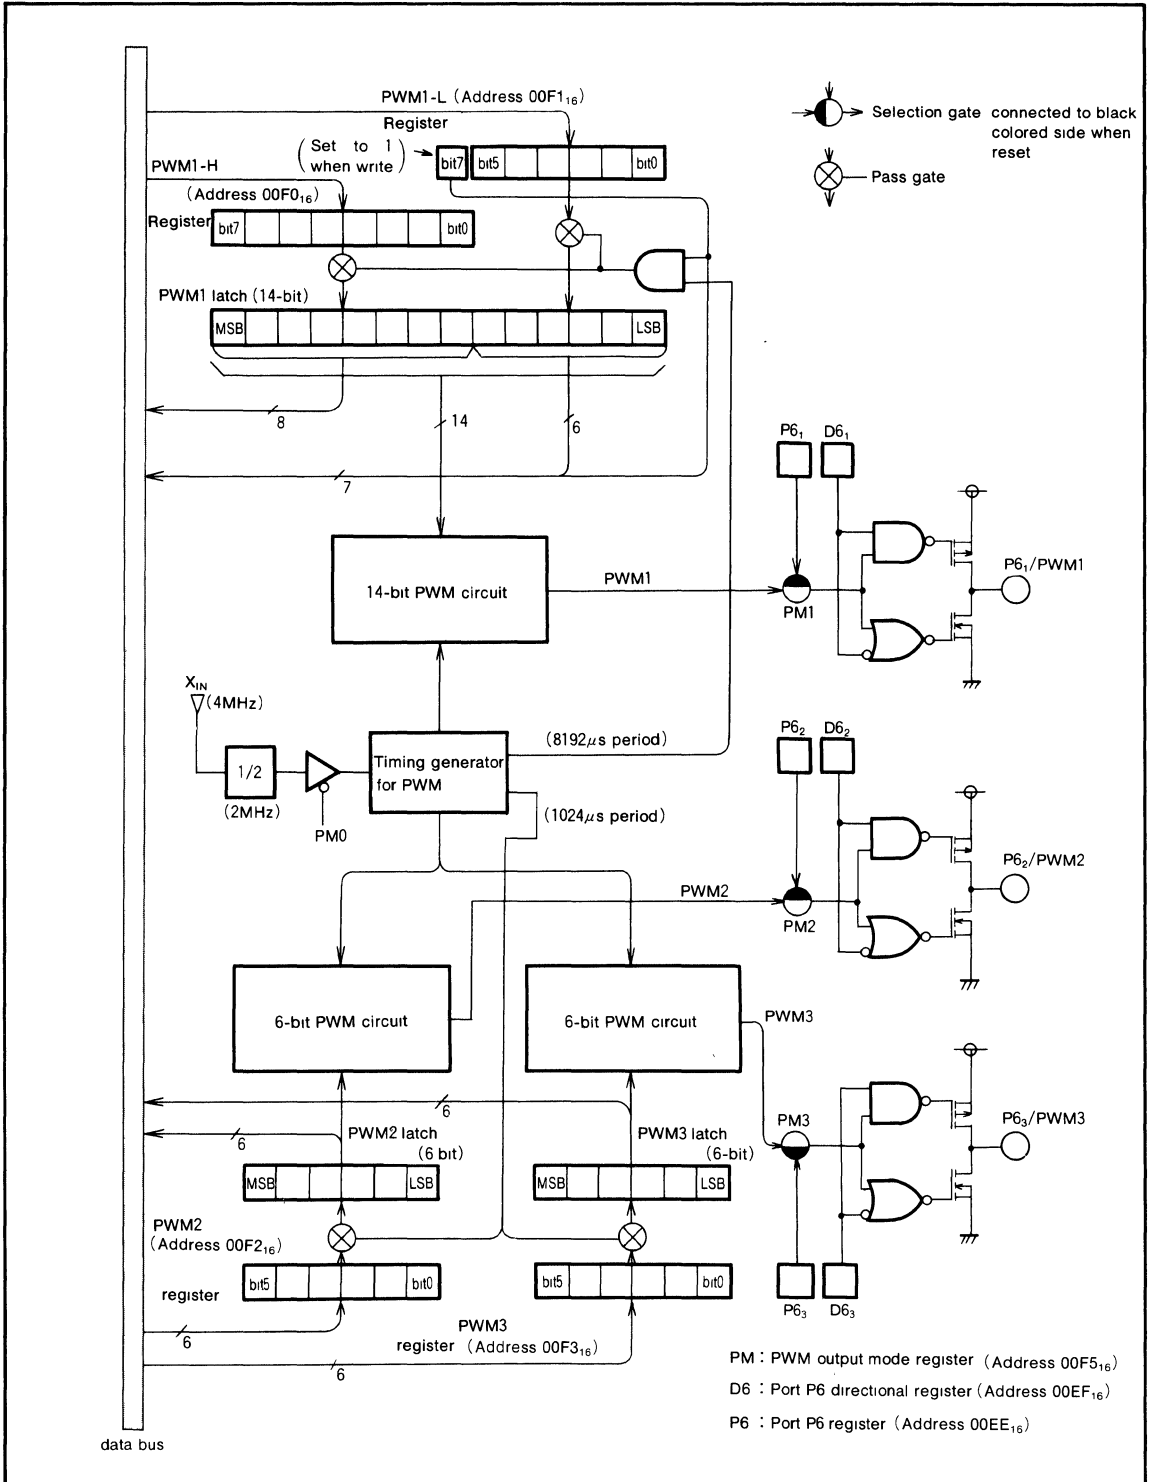 PWM1-L (Address 00F1₁₆)
Register
(Set to 1 when write)
bit7 bit5 bit0
PWM1-H
(Address 00F0₁₆)
Register
bit7 bit0
PWM1 latch (14-bit)
MSB LSB
8
14
6
7
Selection gate connected to black colored side when reset
Pass gate
14-bit PWM circuit
PWM1
P6₁ D6₁
PM1
P6₁/PWM1
X_IN
(4MHz)
1/2
(2MHz)
PM0
Timing generator for PWM
(8192μs period)
(1024μs period)
P6₂ D6₂
PWM2
PM2
P6₂/PWM2
6-bit PWM circuit
6-bit PWM circuit
PWM3
PM3
P6₃/PWM3
P6₃ D6₃
6
6
PWM2 latch
(6 bit)
PWM3 latch
(6-bit)
MSB LSB
MSB LSB
PWM2
(Address 00F2₁₆)
register
bit5 bit0
bit5 bit0
6
PWM3
register (Address 00F3₁₆)
6
PM : PWM output mode register (Address 00F5₁₆)
D6 : Port P6 directional register (Address 00EF₁₆)
P6 : Port P6 register (Address 00EE₁₆)
data bus